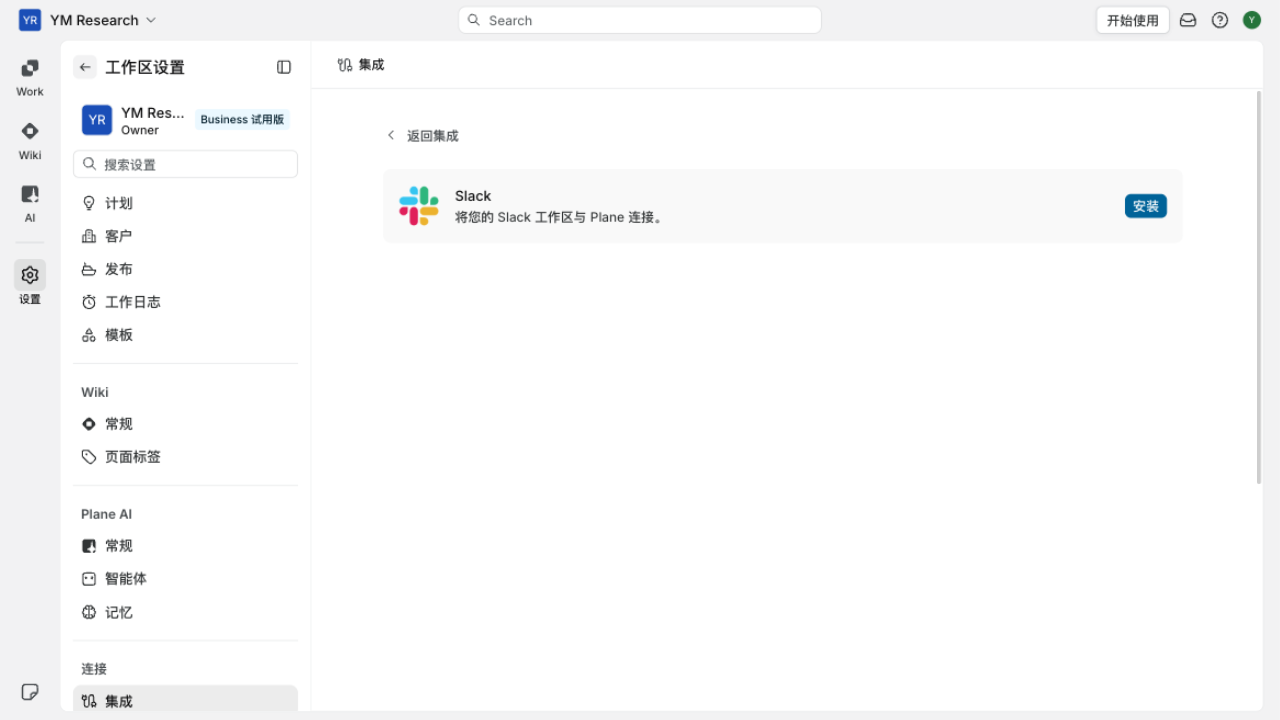 YR YM Research
Search
开始使用
Y
Work
Wiki
AI
设置
工作区设置
YR
YM Res...
Owner
Business 试用版
搜索设置
计划
客户
发布
工作日志
模板
Wiki
常规
页面标签
Plane AI
常规
智能体
记忆
连接
集成
集成
返回集成
Slack
将您的 Slack 工作区与 Plane 连接。
安装